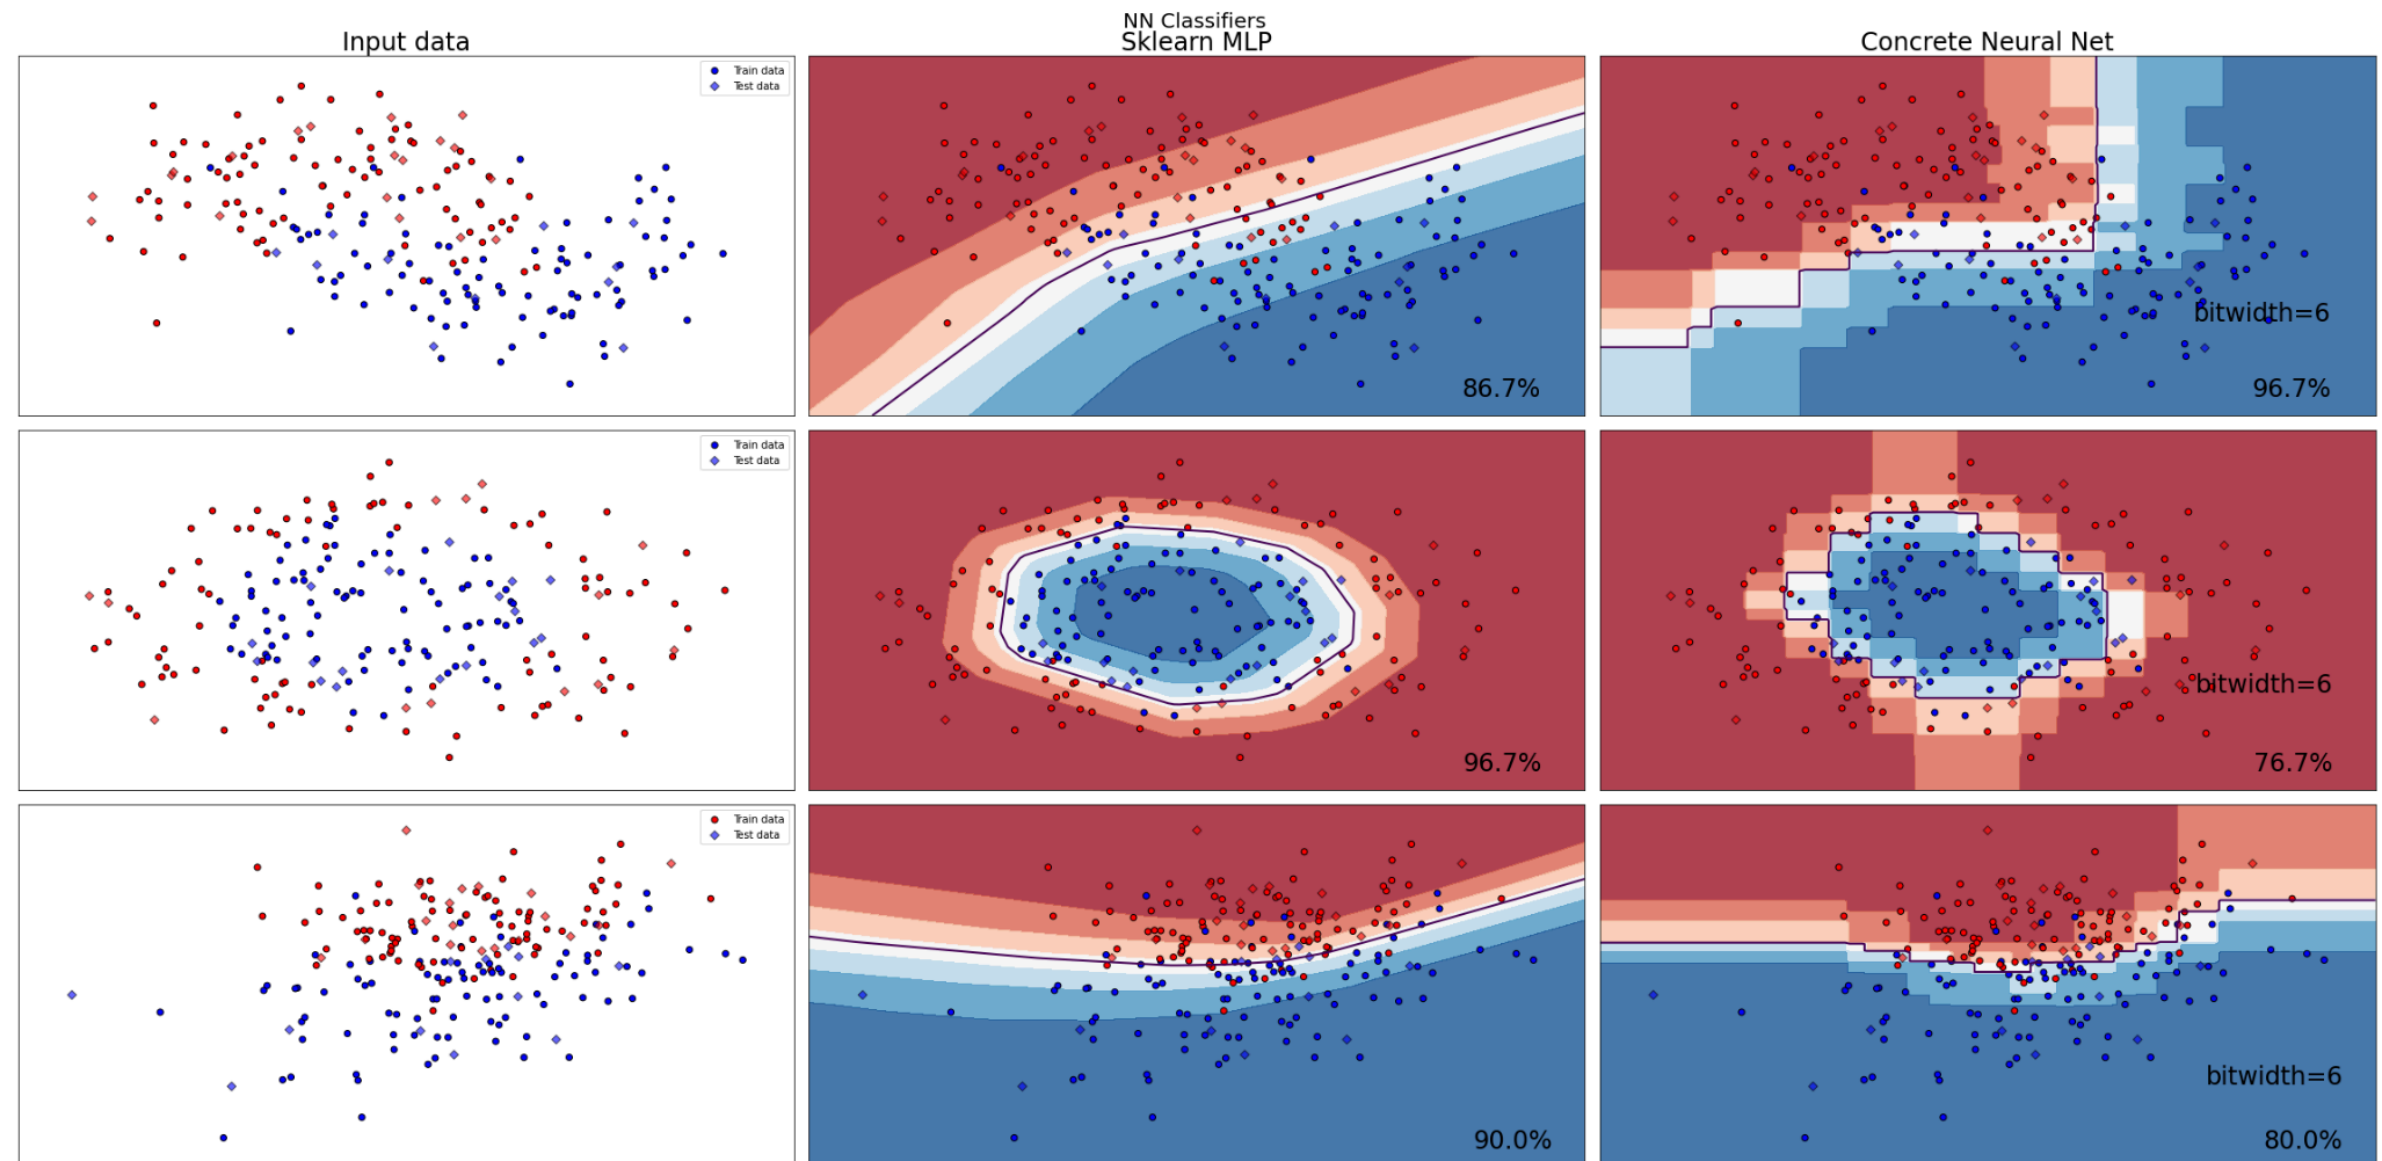 NN Classifiers
Input data
Sklearn MLP
Concrete Neural Net
Train data
Test data
86.7%
bitwidth=6
96.7%
Train data
Test data
96.7%
bitwidth=6
76.7%
Train data
Test data
90.0%
bitwidth=6
80.0%